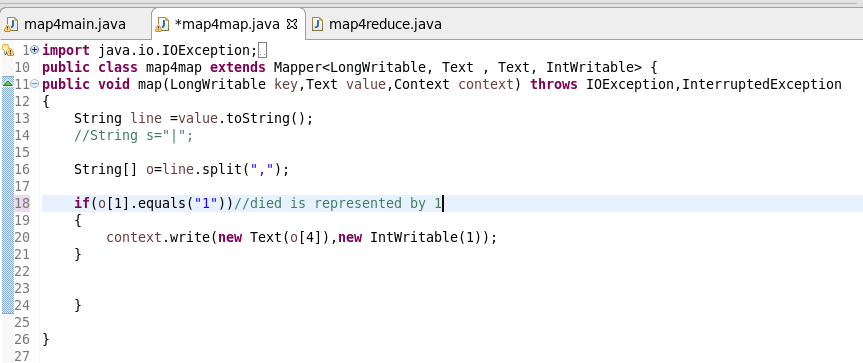 map4main.java *map4map.java map4reduce.java
1 import java.io.IOException;
10 public class map4map extends Mapper<LongWritable, Text , Text, IntWritable> {
11 public void map(LongWritable key,Text value,Context context) throws IOException,InterruptedException
12 {
13 String line =value.toString();
14 //String s="|";
15
16 String[] o=line.split(",");
17
18 if(o[1].equals("1"))//died is represented by 1
19 {
20 context.write(new Text(o[4]),new IntWritable(1));
21 }
22
23
24 }
25
26 }
27